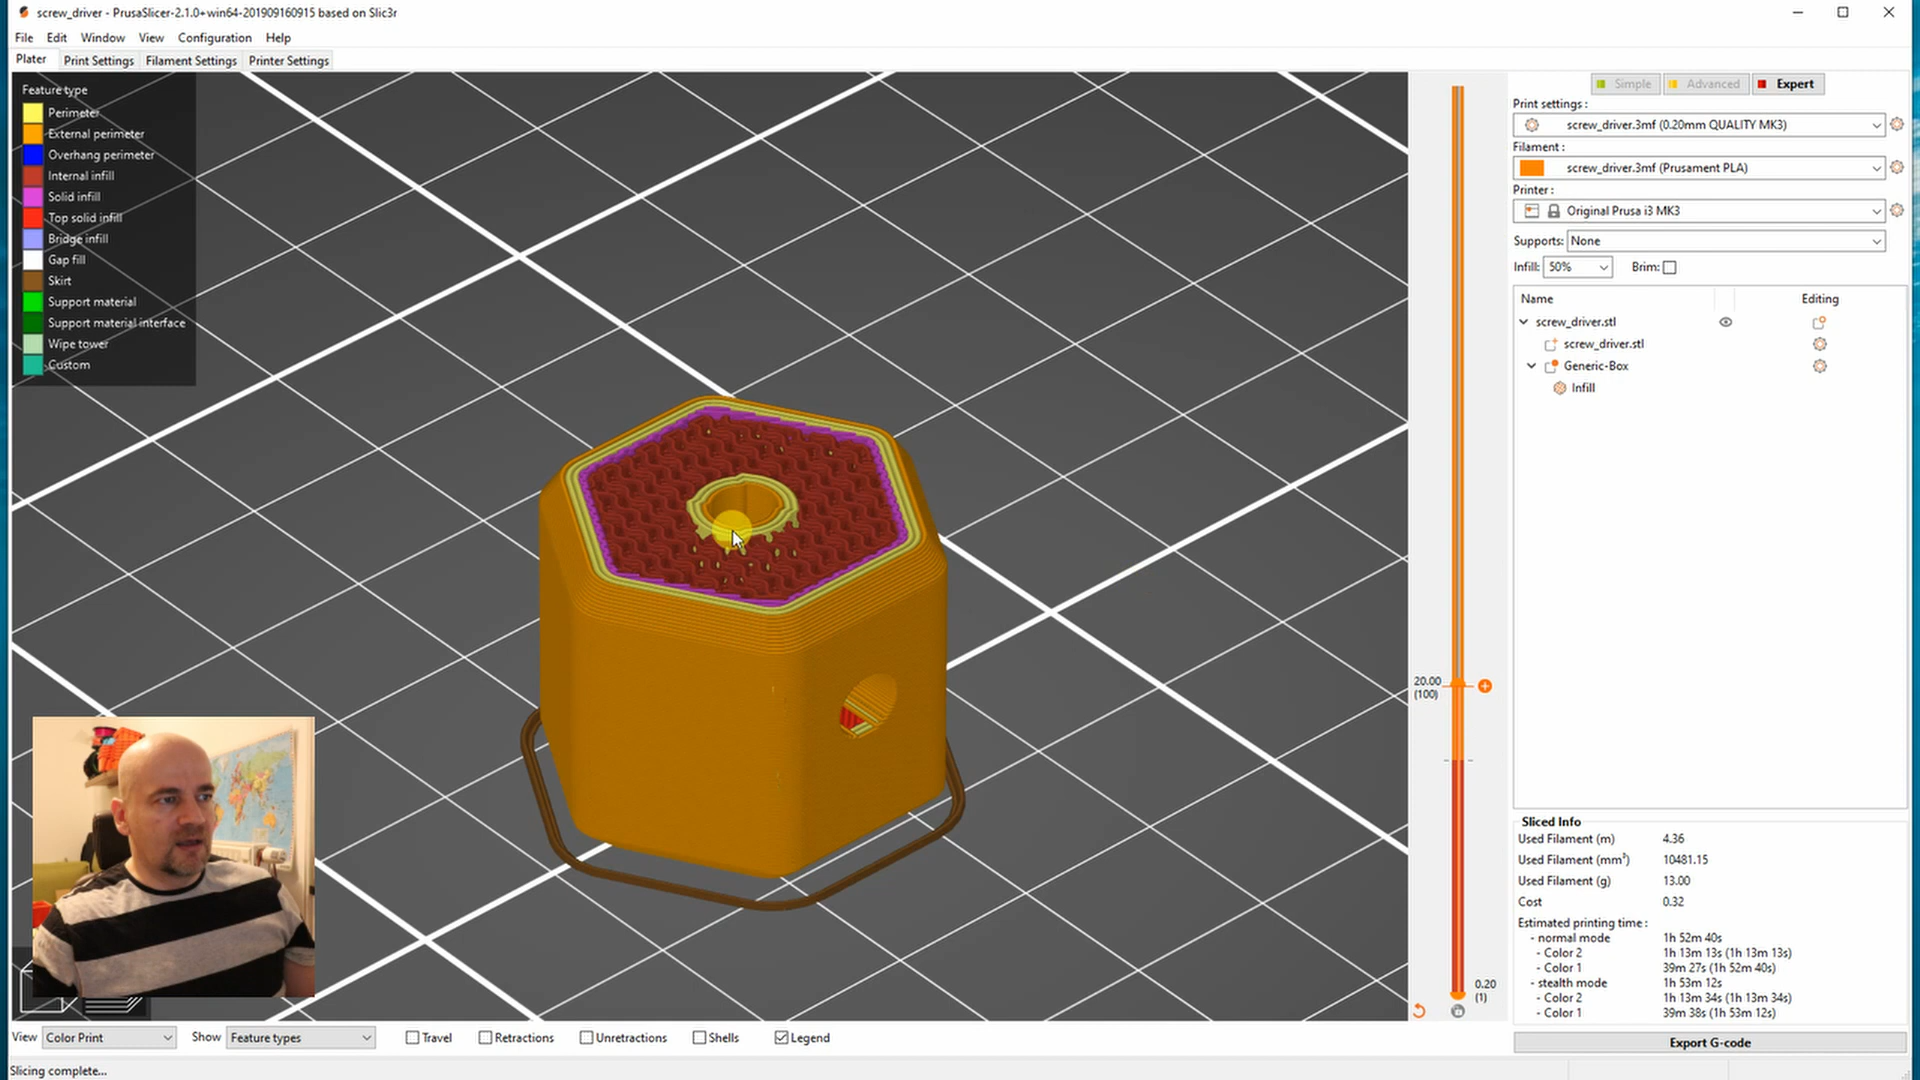 screw_driver - PrusaSlicer-2.1.0+win64-201909160915 based on Slic3r
File Edit Window View Configuration Help
Plater Print Settings Filament Settings Printer Settings
Feature type
Perimeter
External perimeter
Overhang perimeter
Internal infill
Solid infill
Top solid infill
Bridge infill
Gap fill
Skirt
Support material
Support material interface
Wipe tower
Custom
20.00
(100)
0.20
(1)
Simple Advanced Expert
Print settings :
screw_driver.3mf (0.20mm QUALITY MK3)
Filament :
screw_driver.3mf (Prusament PLA)
Printer :
Original Prusa i3 MK3
Supports: None
Infill: 50% Brim:
Name Editing
screw_driver.stl
screw_driver.stl
Generic-Box
Infill
Sliced Info
Used Filament (m) 4.36
Used Filament (mm³) 10481.15
Used Filament (g) 13.00
Cost 0.32
Estimated printing time :
- normal mode 1h 52m 40s
- Color 2 1h 13m 13s (1h 13m 13s)
- Color 1 39m 27s (1h 52m 40s)
- stealth mode 1h 53m 12s
- Color 2 1h 13m 34s (1h 13m 34s)
- Color 1 39m 38s (1h 53m 12s)
Export G-code
View Color Print Show Feature types Travel Retractions Unretractions Shells Legend
Slicing complete...